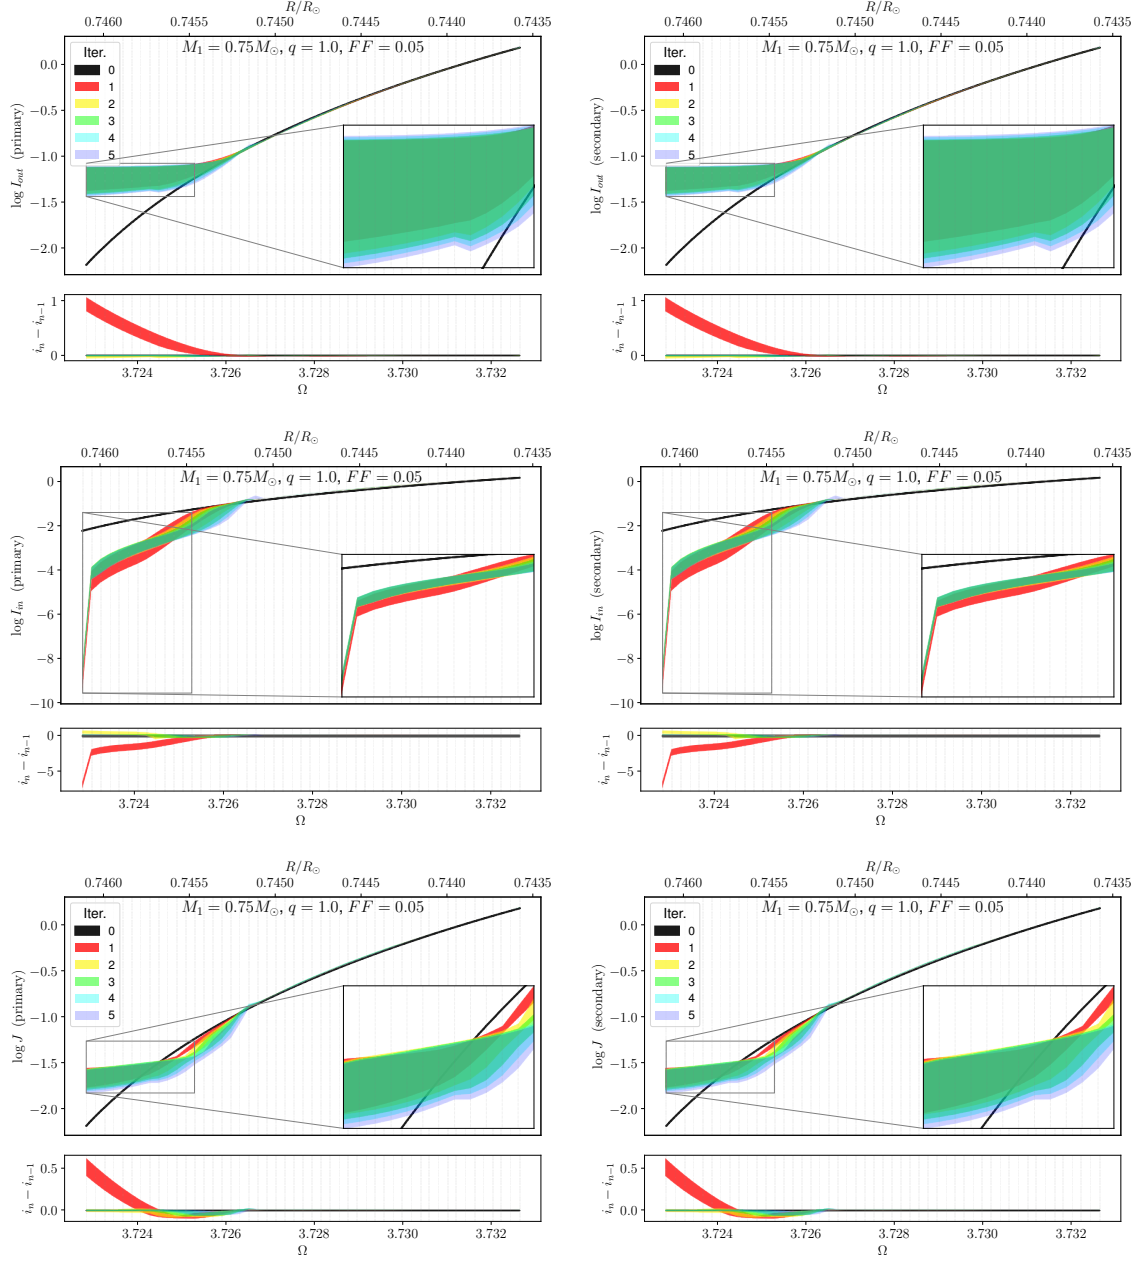 R/R⊙ R/R⊙
0.7460 0.7455 0.7450 0.7445 0.7440 0.7435 0.7460 0.7455 0.7450 0.7445 0.7440 0.7435
M₁ = 0.75M⊙, q = 1.0, FF = 0.05 M₁ = 0.75M⊙, q = 1.0, FF = 0.05
Iter. Iter.
0 0
1 1
2 2
3 3
4 4
5 5
log I_out (primary) log I_out (secondary)
0.0 0.0
−0.5 −0.5
−1.0 −1.0
−1.5 −1.5
−2.0 −2.0
i_n − i_{n−1} i_n − i_{n−1}
1 1
0 0
3.724 3.726 3.728 3.730 3.732 3.724 3.726 3.728 3.730 3.732
Ω Ω
R/R⊙ R/R⊙
0.7460 0.7455 0.7450 0.7445 0.7440 0.7435 0.7460 0.7455 0.7450 0.7445 0.7440 0.7435
M₁ = 0.75M⊙, q = 1.0, FF = 0.05 M₁ = 0.75M⊙, q = 1.0, FF = 0.05
log I_in (primary) log I_in (secondary)
0 0
−2 −2
−4 −4
−6 −6
−8 −8
−10 −10
i_n − i_{n−1} i_n − i_{n−1}
0 0
−5 −5
3.724 3.726 3.728 3.730 3.732 3.724 3.726 3.728 3.730 3.732
Ω Ω
R/R⊙ R/R⊙
0.7460 0.7455 0.7450 0.7445 0.7440 0.7435 0.7460 0.7455 0.7450 0.7445 0.7440 0.7435
M₁ = 0.75M⊙, q = 1.0, FF = 0.05 M₁ = 0.75M⊙, q = 1.0, FF = 0.05
Iter. Iter.
0 0
1 1
2 2
3 3
4 4
5 5
log J (primary) log J (secondary)
0.0 0.0
−0.5 −0.5
−1.0 −1.0
−1.5 −1.5
−2.0 −2.0
i_n − i_{n−1} i_n − i_{n−1}
0.5 0.5
0.0 0.0
3.724 3.726 3.728 3.730 3.732 3.724 3.726 3.728 3.730 3.732
Ω Ω